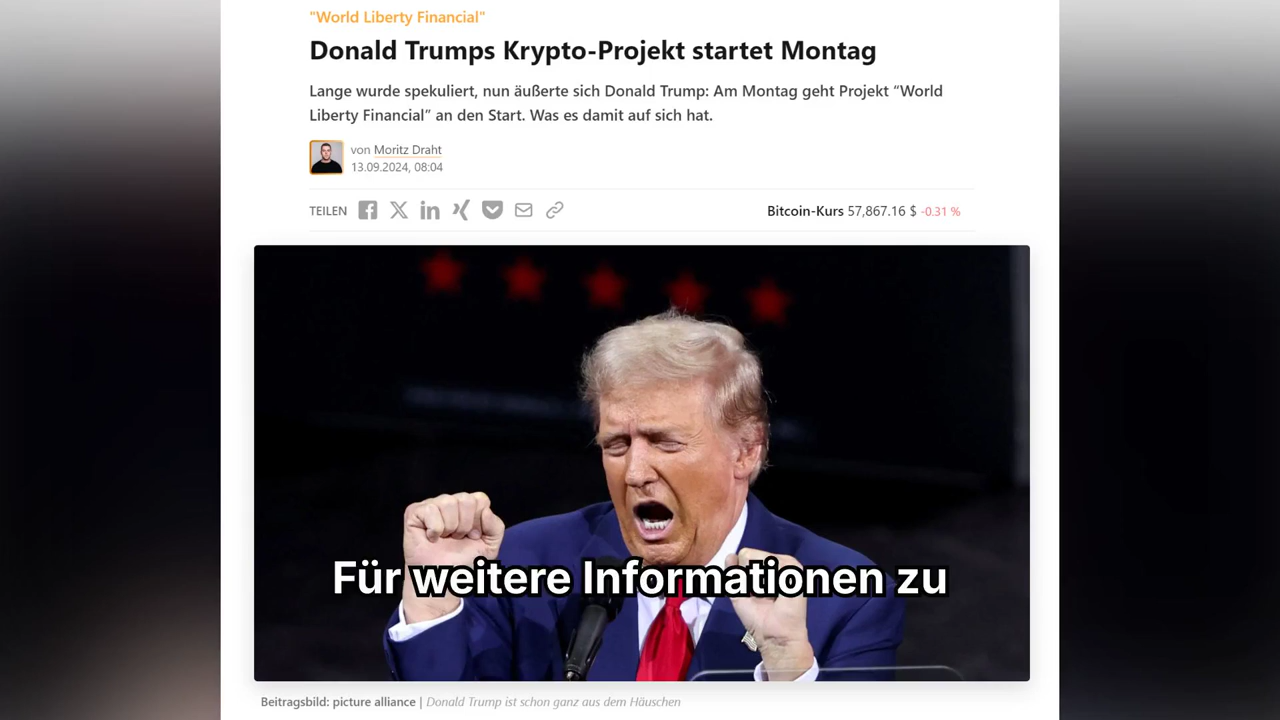 "World Liberty Financial"
Donald Trumps Krypto-Projekt startet Montag
Lange wurde spekuliert, nun äußerte sich Donald Trump: Am Montag geht Projekt “World
Liberty Financial” an den Start. Was es damit auf sich hat.
von Moritz Draht
13.09.2024, 08:04
TEILEN
Bitcoin-Kurs 57,867.16 $ -0.31 %
Für weitere Informationen zu
Beitragsbild: picture alliance | Donald Trump ist schon ganz aus dem Häuschen